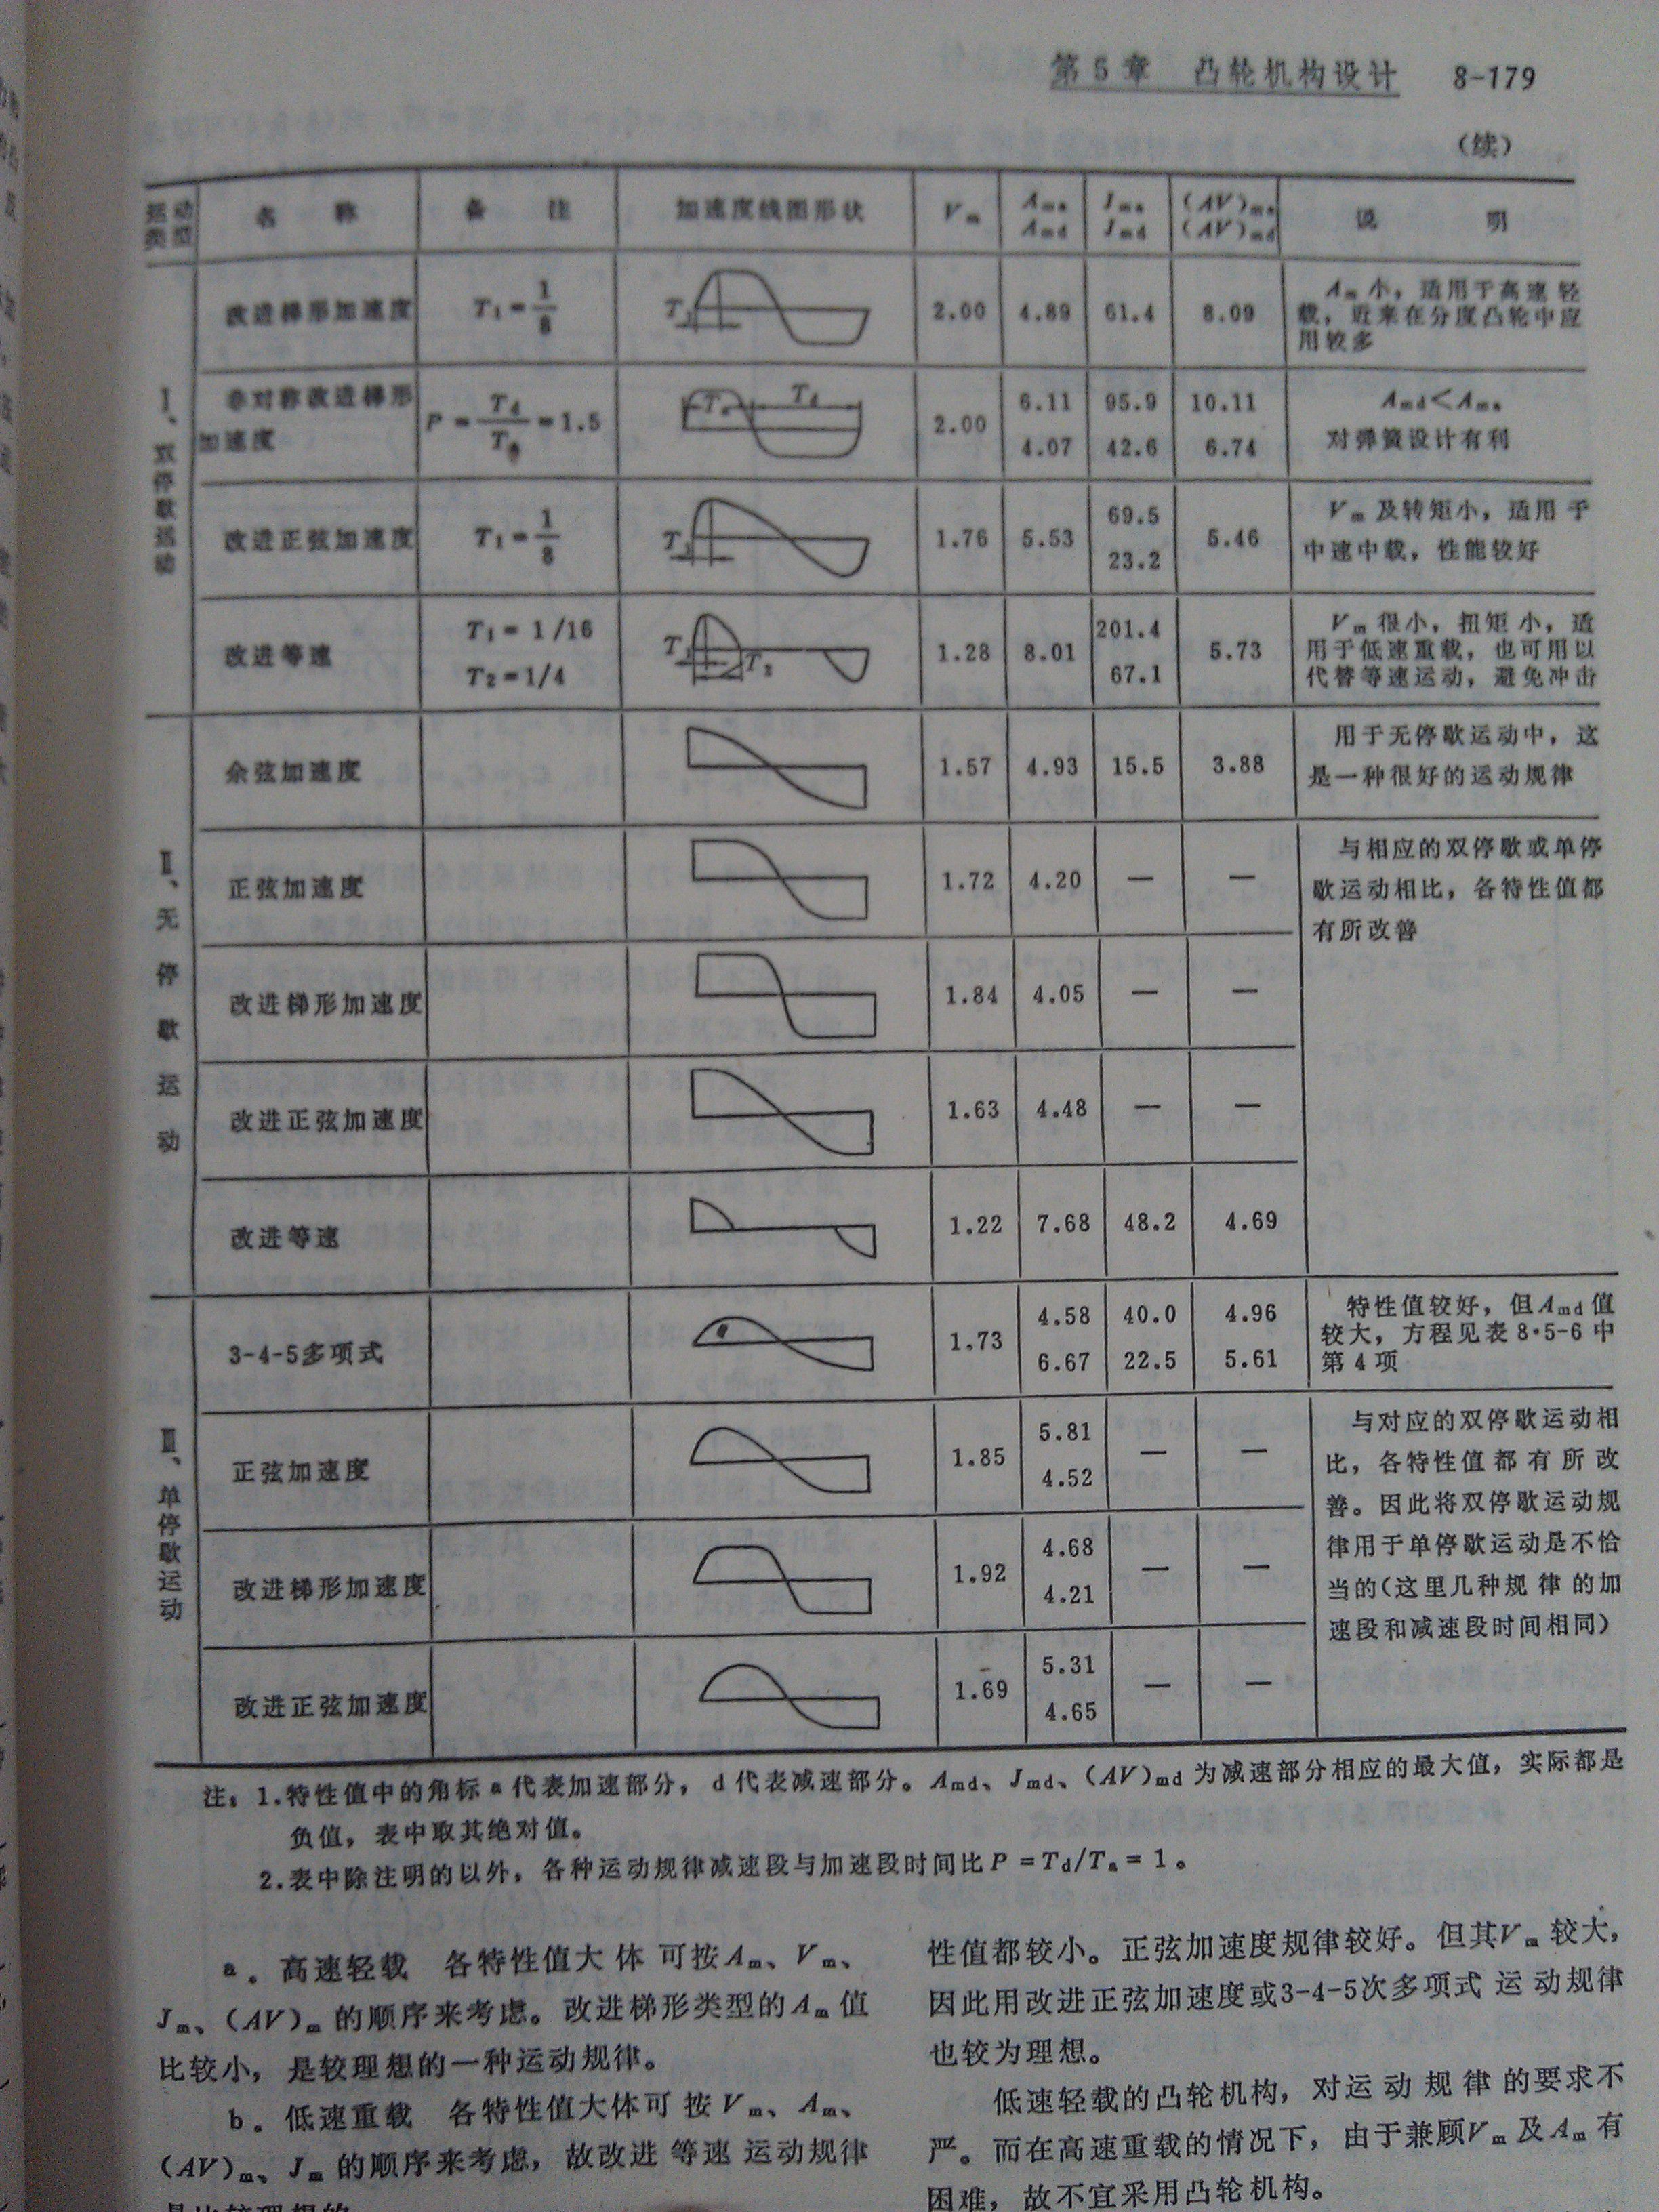 第5章 凸轮机构设计 8-179
(续)
运动类型 名称 备注 加速度线图形状 Vm Ama Amd Jma Jmd (AV)ma (AV)md 说明
Ⅰ、双停歇运动
改进梯形加速度 T1=1/8 T1 2.00 4.89 61.4 8.09
Am小，适用于高速轻
载，近来在分度凸轮中应
用较多
非对称改进梯形
加速度
P=Td/Ta=1.5 Ta Td 2.00 6.11 95.9 10.11
4.07 42.6 6.74
Amd<Ama
对弹簧设计有利
改进正弦加速度 T1=1/8 T1 1.76 5.53 69.5 23.2 5.46
Vm及转矩小，适用于
中速中载，性能较好
改进等速 T1=1/16 T2=1/4 T1 T2 1.28 8.01 201.4 67.1 5.73
Vm很小，扭矩小，适
用于低速重载，也可用以
代替等速运动，避免冲击
Ⅱ、无停歇运动
余弦加速度 1.57 4.93 15.5 3.88
用于无停歇运动中，这
是一种很好的运动规律
正弦加速度 1.72 4.20 — —
与相应的双停歇或单停
歇运动相比，各特性值都
有所改善
改进梯形加速度 1.84 4.05 — —
改进正弦加速度 1.63 4.48 — —
改进等速 1.22 7.68 48.2 4.69
Ⅲ、单停歇运动
3-4-5多项式 1.73 4.58 40.0 4.96
6.67 22.5 5.61
特性值较好，但Amd值
较大，方程见表8·5-6中
第4项
正弦加速度 1.85 5.81 4.52 — —
与对应的双停歇运动相
比，各特性值都有所改
善。因此将双停歇运动规
律用于单停歇运动是不恰
当的(这里几种规律的加
速段和减速段时间相同)
改进梯形加速度 1.92 4.68 4.21 — —
改进正弦加速度 1.69 5.31 4.65 — —
注：1.特性值中的角标a代表加速部分，d代表减速部分。Amd、Jmd、(AV)md为减速部分相应的最大值，实际都是
负值，表中取其绝对值。
2.表中除注明的以外，各种运动规律减速段与加速段时间比P=Td/Ta=1。
a．高速轻载 各特性值大体可按Am、Vm、
Jm、(AV)m的顺序来考虑。改进梯形类型的Am值
比较小，是较理想的一种运动规律。
b．低速重载 各特性值大体可按Vm、Am、
(AV)m、Jm的顺序来考虑，故改进等速运动规律
是比较理想的
性值都较小。正弦加速度规律较好。但其Vm较大，
因此用改进正弦加速度或3-4-5次多项式运动规律
也较为理想。
低速轻载的凸轮机构，对运动规律的要求不
严。而在高速重载的情况下，由于兼顾Vm及Am有
困难，故不宜采用凸轮机构。